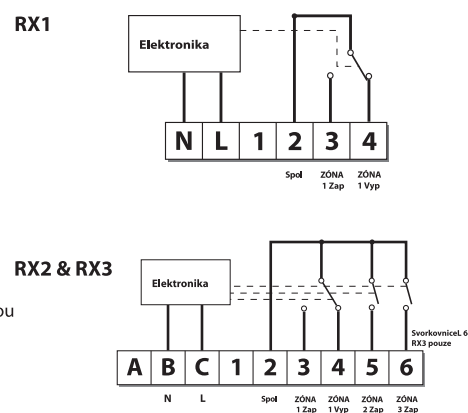 RX1
Elektronika
N L 1 2 3 4
Spol ZÓNA 1 Zap ZÓNA 1 Vyp
RX2 & RX3
Elektronika
ou
SvorkovniceL 6
RX3 pouze
A B C 1 2 3 4 5 6
N L Spol ZÓNA 1 Zap ZÓNA 1 Vyp ZÓNA 2 Zap ZÓNA 3 Zap